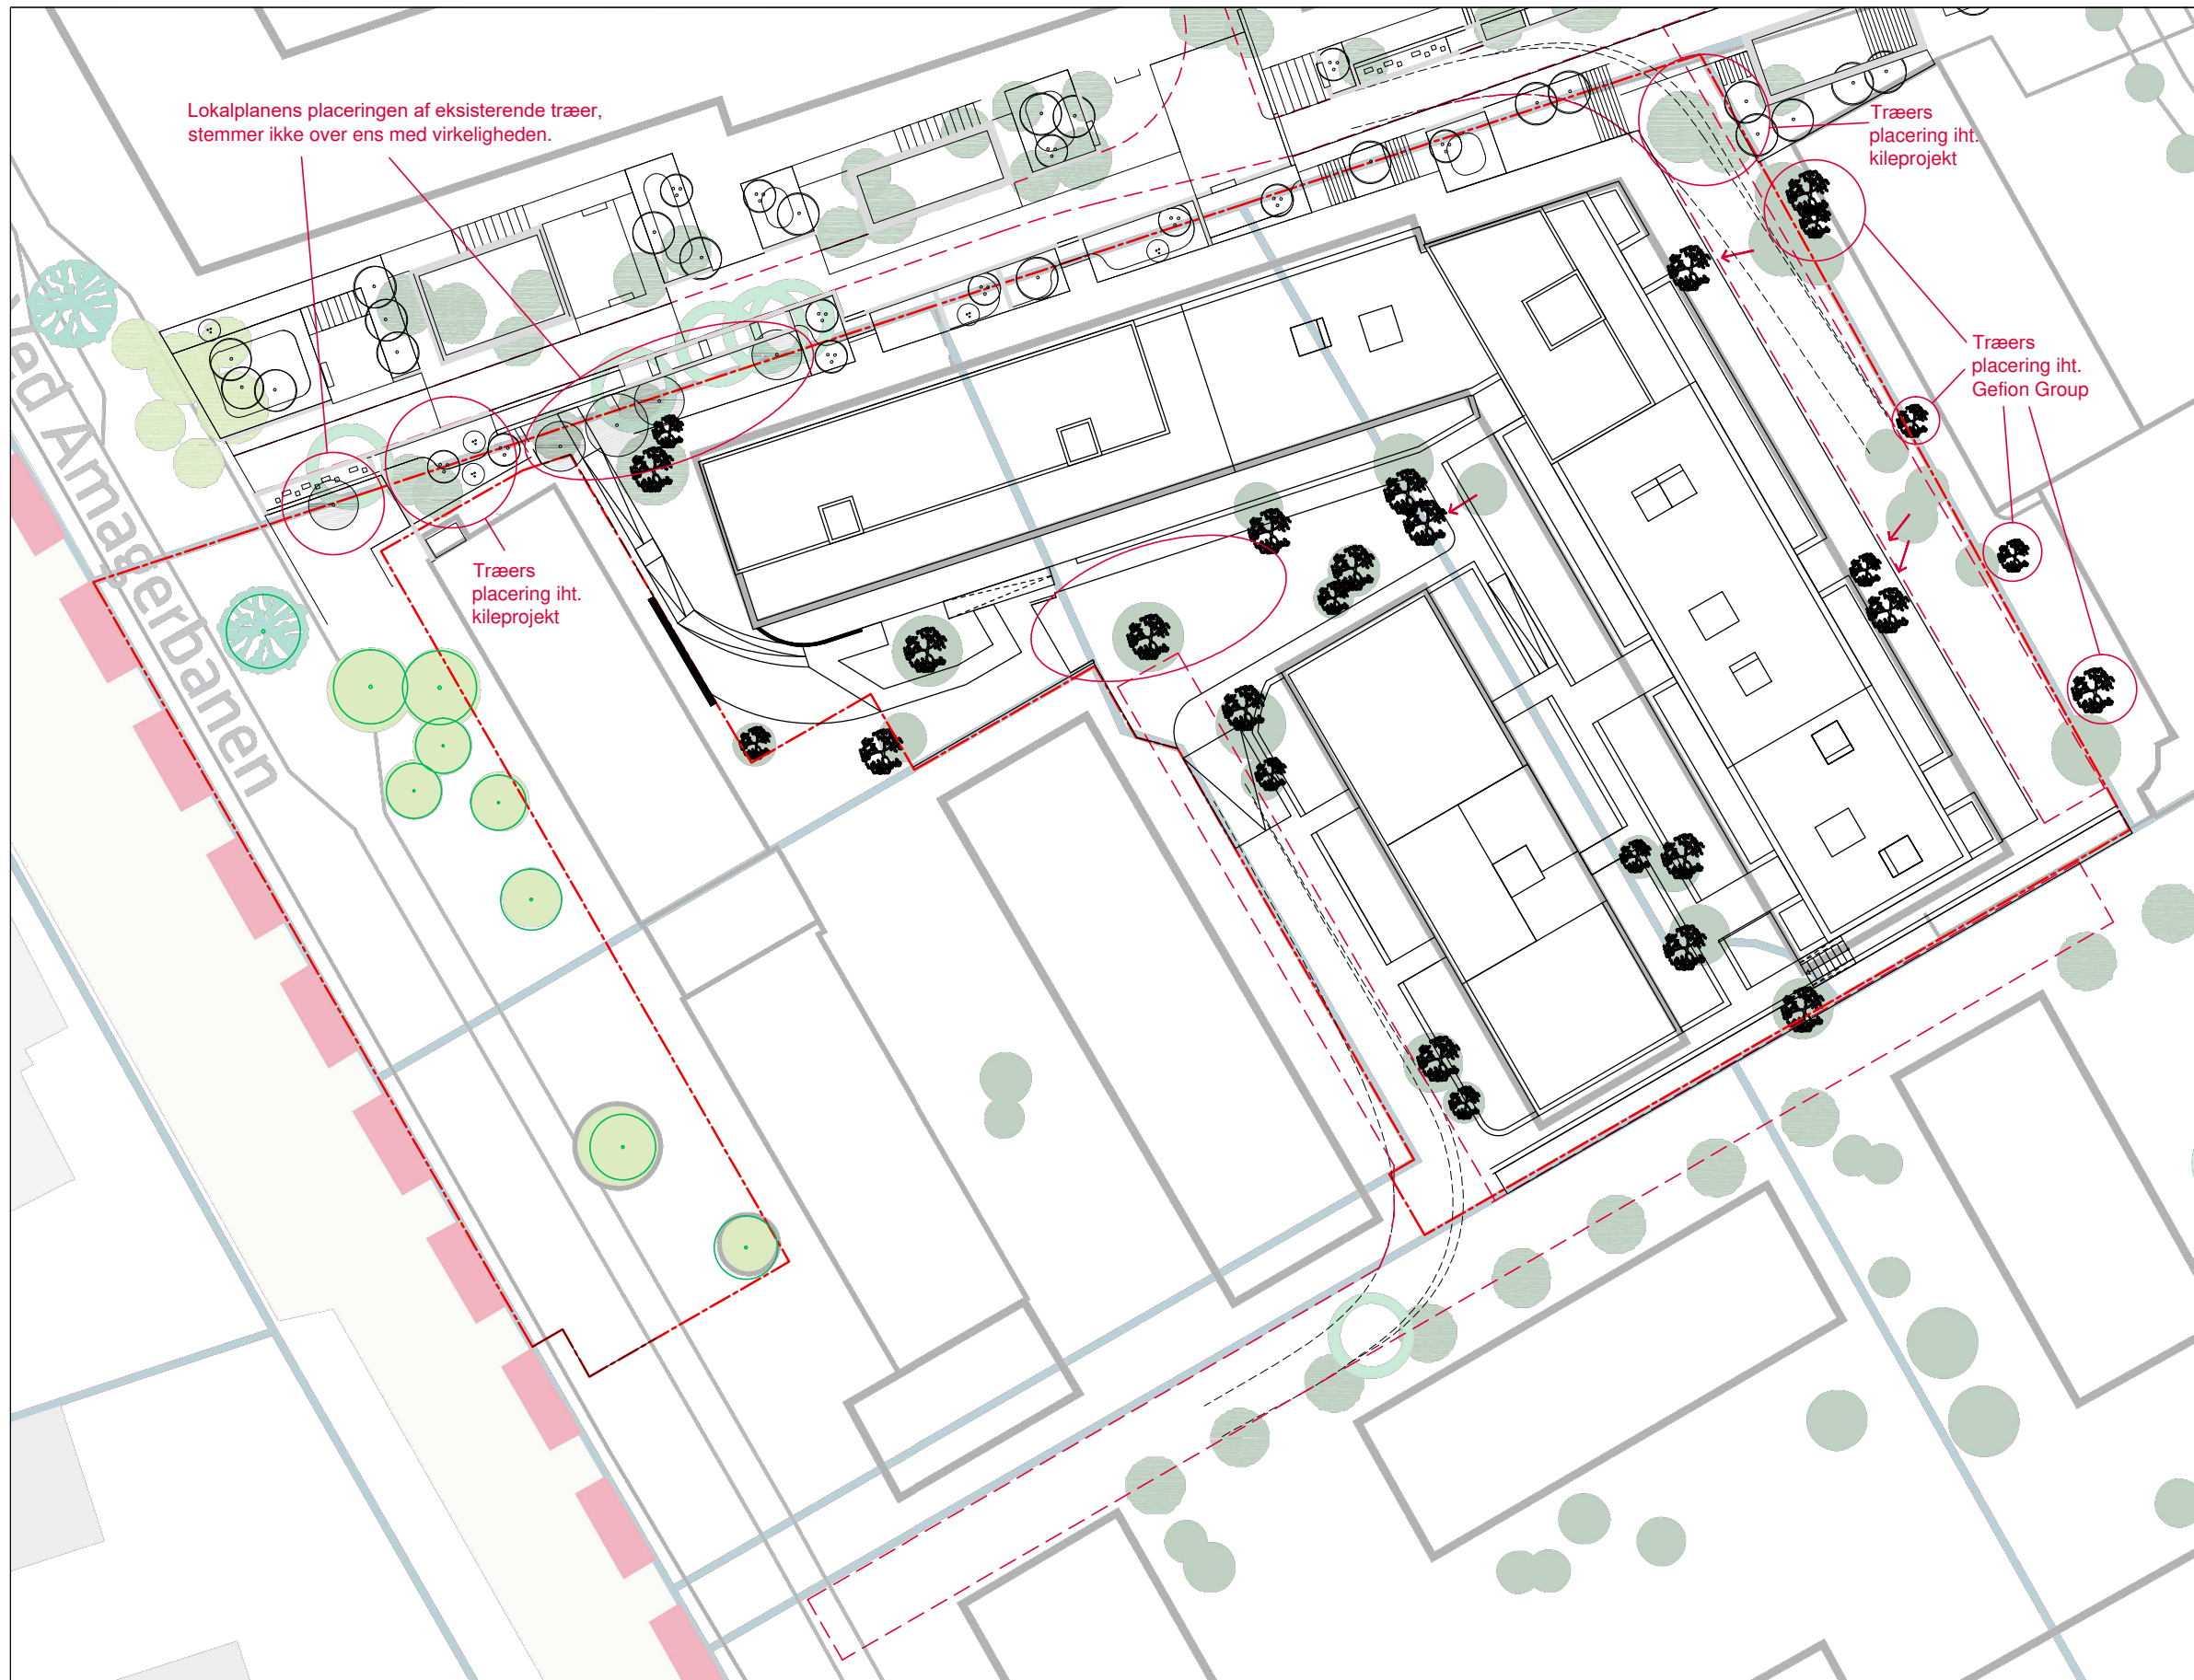 Lokalplanens placeringen af eksisterende træer,
stemmer ikke over ens med virkeligheden.
Træers
placering iht.
kileprojekt
Træers
placering iht.
Gefion Group
Træers
placering iht.
kileprojekt
Ved Amagerbanen